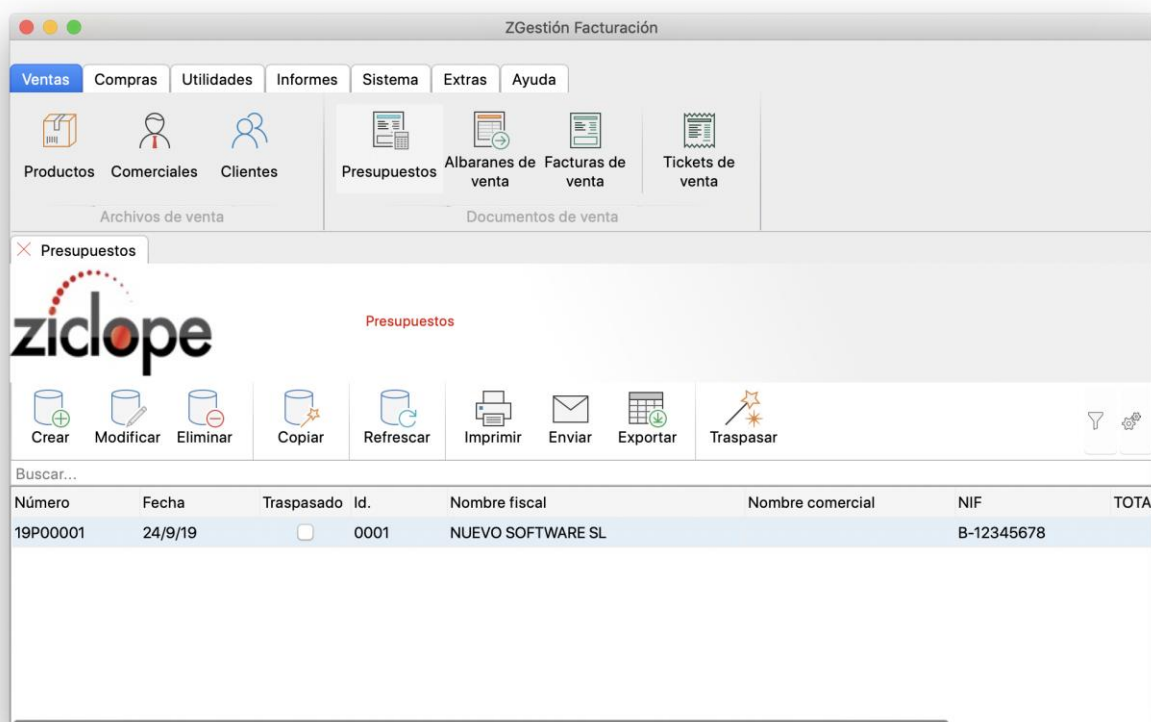 ZGestión Facturación
Ventas Compras Utilidades Informes Sistema Extras Ayuda
Productos Comerciales Clientes Presupuestos Albaranes de venta Facturas de venta Tickets de venta
Archivos de venta Documentos de venta
Presupuestos
ziclope
Presupuestos
Crear Modificar Eliminar Copiar Refrescar Imprimir Enviar Exportar Traspasar
Buscar...
Número Fecha Traspasado Id. Nombre fiscal Nombre comercial NIF TOTA
19P00001 24/9/19 0001 NUEVO SOFTWARE SL B-12345678